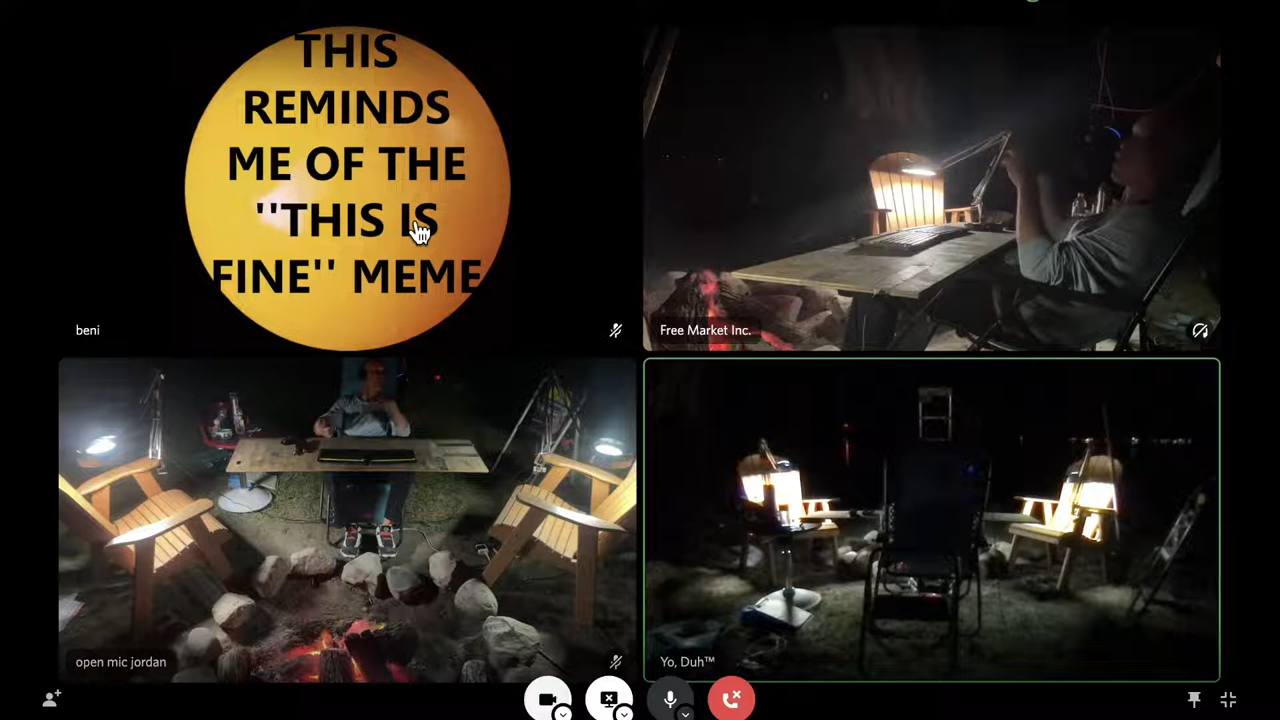 THIS
REMINDS
ME OF THE
''THIS IS
FINE'' MEME
beni
Free Market Inc.
open mic jordan
Yo, Duh™